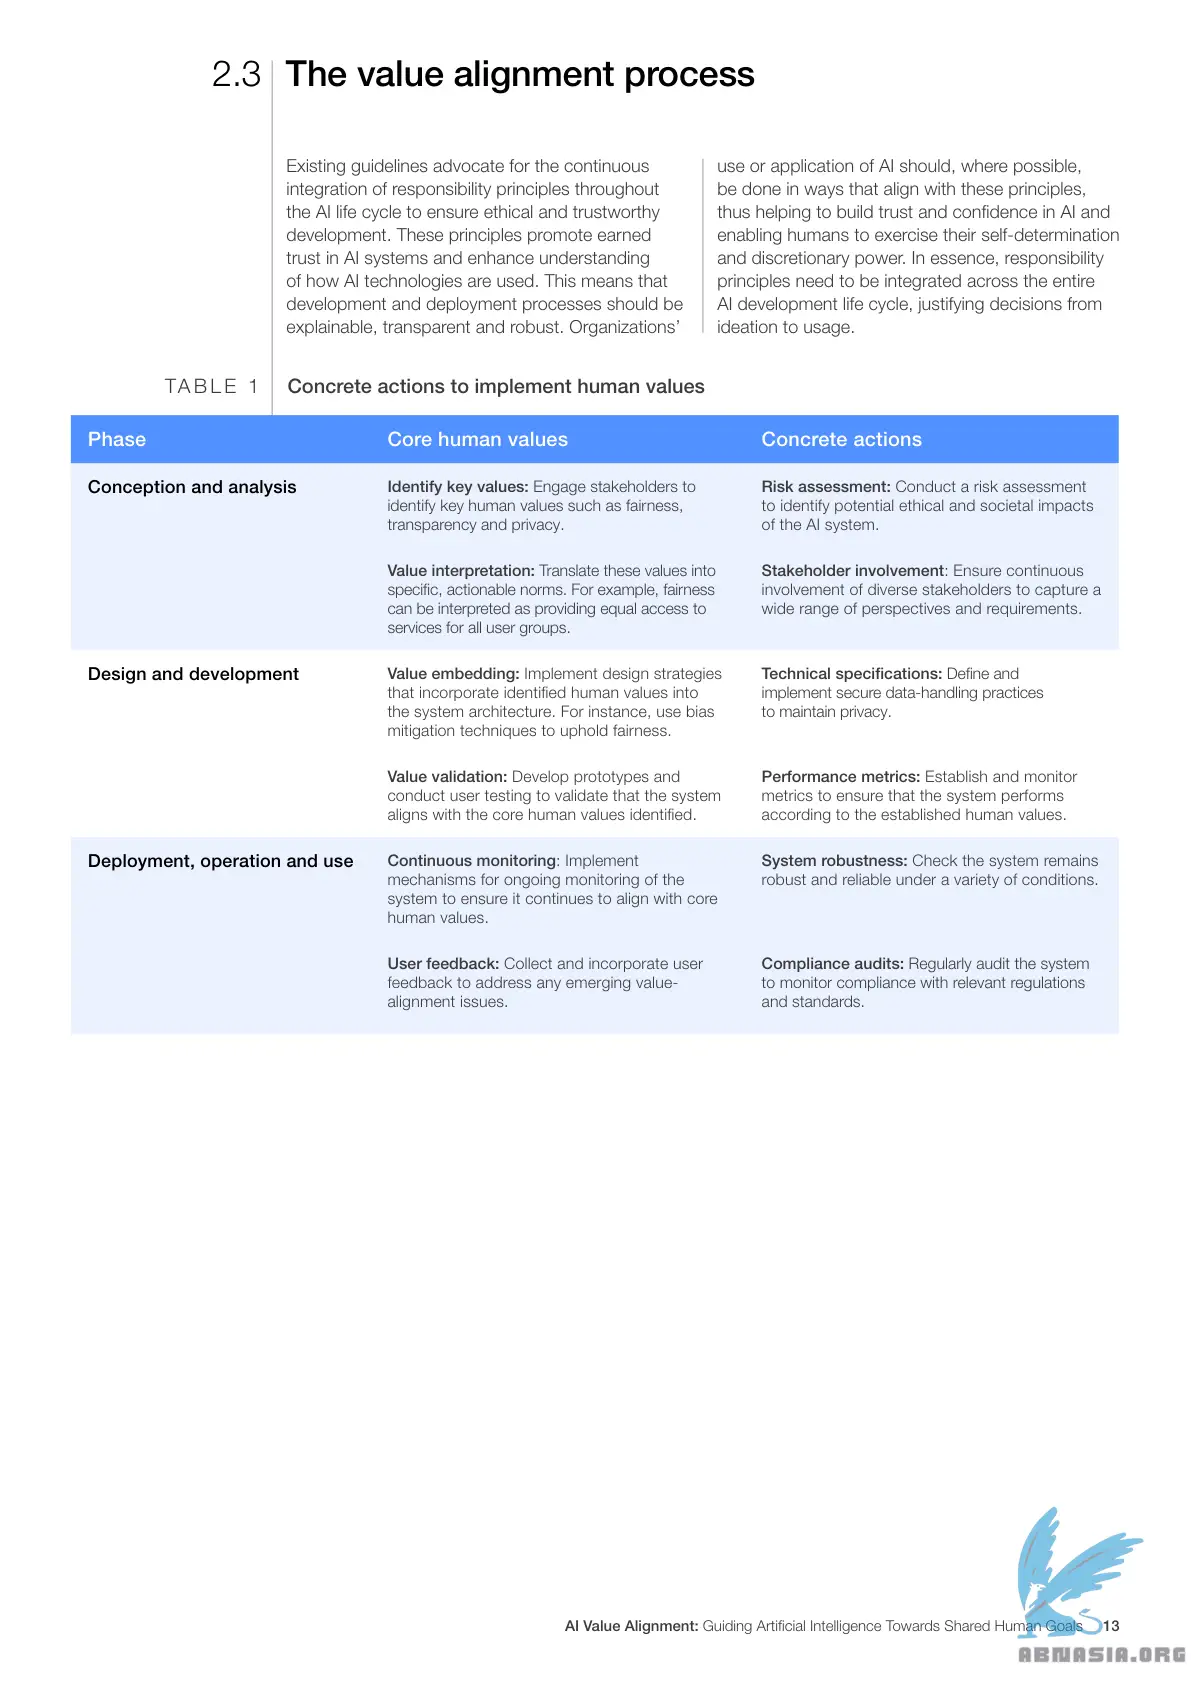 2.3 The value alignment process
Existing guidelines advocate for the continuous
integration of responsibility principles throughout
the AI life cycle to ensure ethical and trustworthy
development. These principles promote earned
trust in AI systems and enhance understanding
of how AI technologies are used. This means that
development and deployment processes should be
explainable, transparent and robust. Organizations’
use or application of AI should, where possible,
be done in ways that align with these principles,
thus helping to build trust and confidence in AI and
enabling humans to exercise their self-determination
and discretionary power. In essence, responsibility
principles need to be integrated across the entire
AI development life cycle, justifying decisions from
ideation to usage.
TABLE 1 Concrete actions to implement human values
Phase Core human values Concrete actions
Conception and analysis
Identify key values: Engage stakeholders to
identify key human values such as fairness,
transparency and privacy.
Risk assessment: Conduct a risk assessment
to identify potential ethical and societal impacts
of the AI system.
Value interpretation: Translate these values into
specific, actionable norms. For example, fairness
can be interpreted as providing equal access to
services for all user groups.
Stakeholder involvement: Ensure continuous
involvement of diverse stakeholders to capture a
wide range of perspectives and requirements.
Design and development
Value embedding: Implement design strategies
that incorporate identified human values into
the system architecture. For instance, use bias
mitigation techniques to uphold fairness.
Technical specifications: Define and
implement secure data-handling practices
to maintain privacy.
Value validation: Develop prototypes and
conduct user testing to validate that the system
aligns with the core human values identified.
Performance metrics: Establish and monitor
metrics to ensure that the system performs
according to the established human values.
Deployment, operation and use
Continuous monitoring: Implement
mechanisms for ongoing monitoring of the
system to ensure it continues to align with core
human values.
System robustness: Check the system remains
robust and reliable under a variety of conditions.
User feedback: Collect and incorporate user
feedback to address any emerging value-
alignment issues.
Compliance audits: Regularly audit the system
to monitor compliance with relevant regulations
and standards.
AI Value Alignment: Guiding Artificial Intelligence Towards Shared Human Goals 13
ABNASIA.ORG